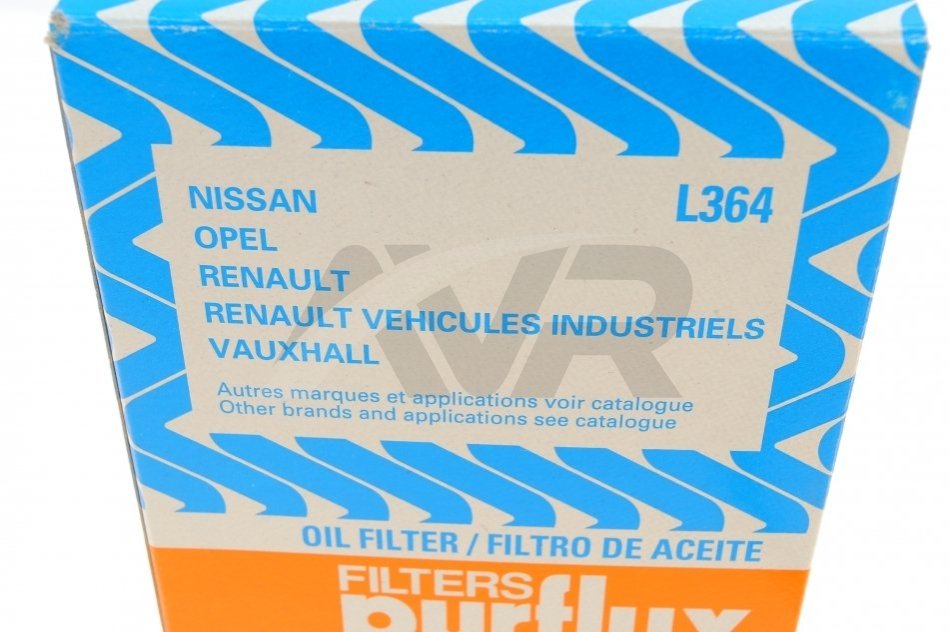 NISSAN L364
OPEL
RENAULT
RENAULT VEHICULES INDUSTRIELS
VAUXHALL
Autres marques et applications voir catalogue
Other brands and applications see catalogue
OIL FILTER / FILTRO DE ACEITE
FILTERS
purflux
AVR